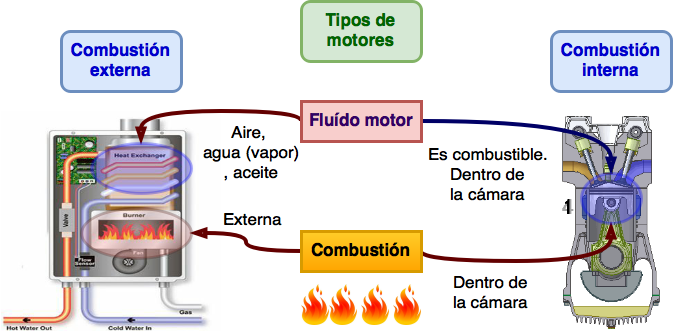 Tipos de
motores
Combustión
externa
Combustión
interna
Fluído motor
Aire,
agua (vapor)
, aceite
Es combustible.
Dentro de
la cámara
Externa
Combustión
Dentro de
la cámara
Heat Exchanger
Valve
Burner
Fan
Flow
Sensor
Gas
Hot Water Out
Cold Water In
4